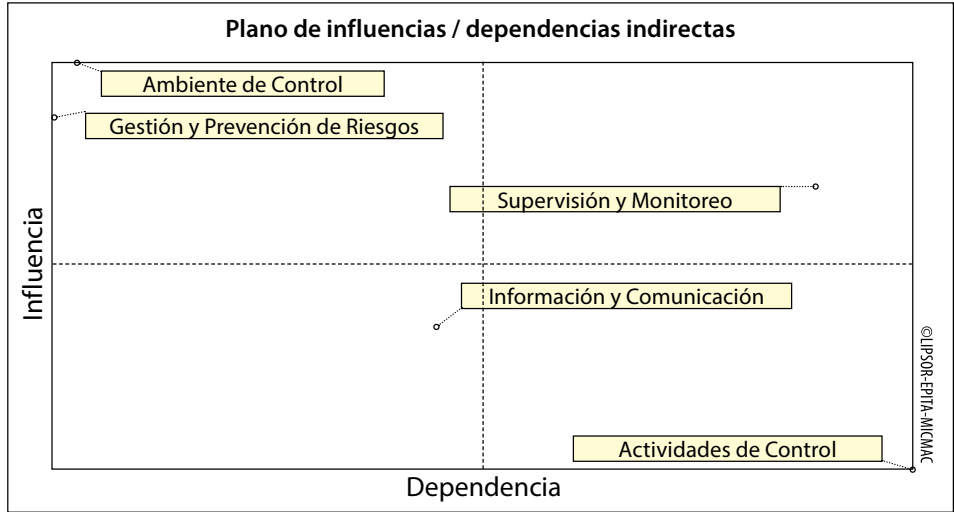 Plano de influencias / dependencias indirectas
Ambiente de Control
Gestión y Prevención de Riesgos
Supervisión y Monitoreo
Influencia
Información y Comunicación
©LIPSOR-EPITA-MICMAC
Actividades de Control
Dependencia